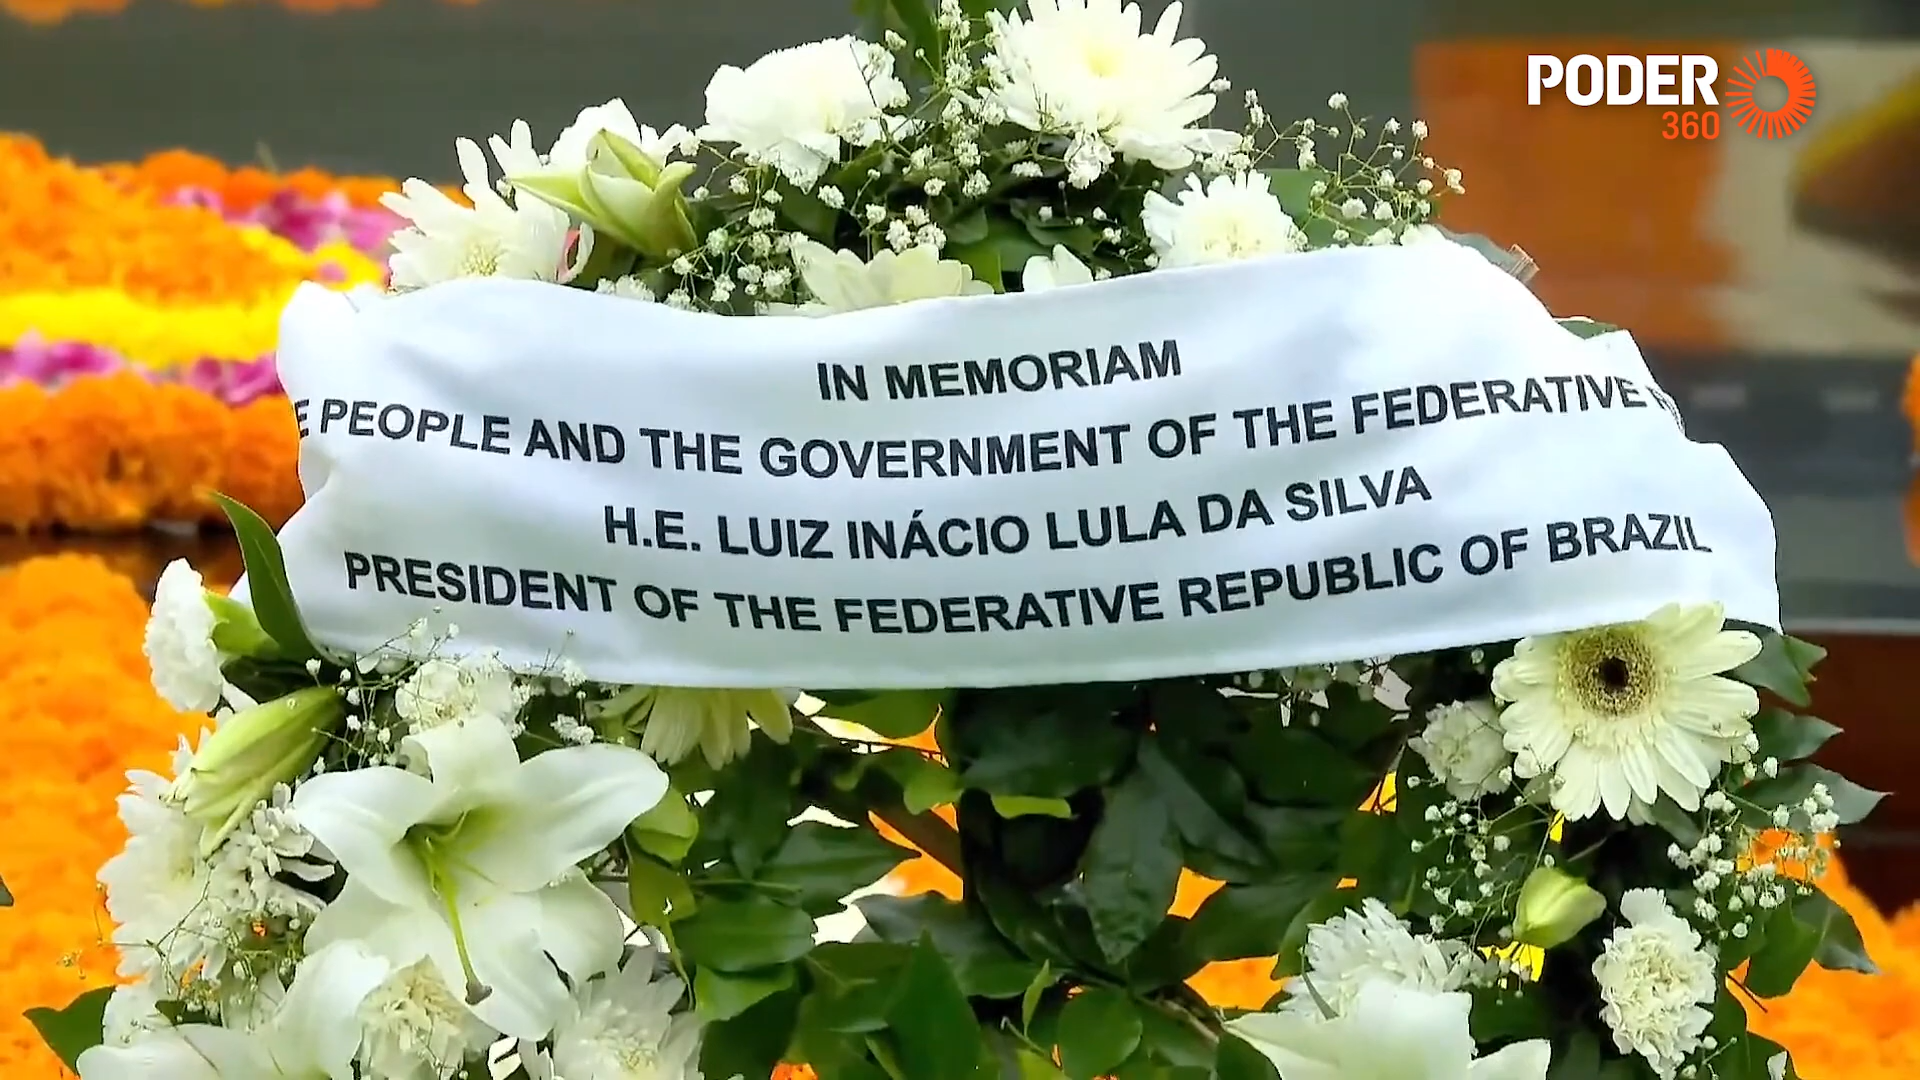 PODER
360
IN MEMORIAM
PEOPLE AND THE GOVERNMENT OF THE FEDERATIVE
H.E. LUIZ INÁCIO LULA DA SILVA
PRESIDENT OF THE FEDERATIVE REPUBLIC OF BRAZIL